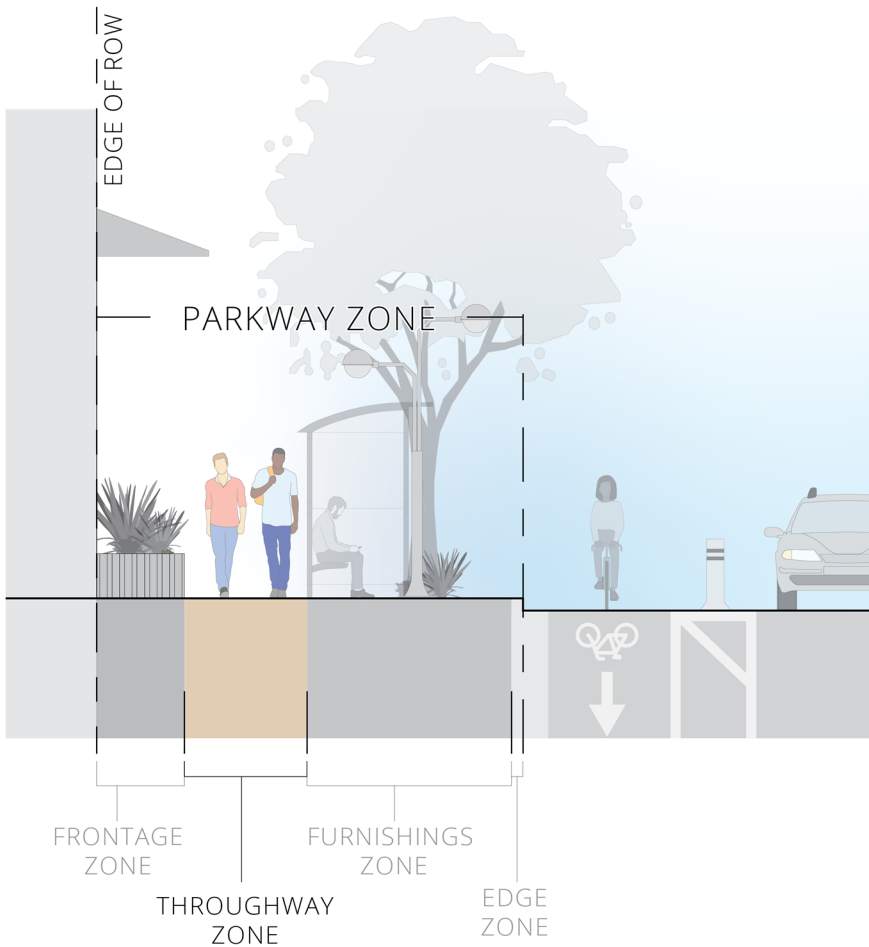 EDGE OF ROW
PARKWAY ZONE
FRONTAGE
ZONE
THROUGHWAY
ZONE
FURNISHINGS
ZONE
EDGE
ZONE